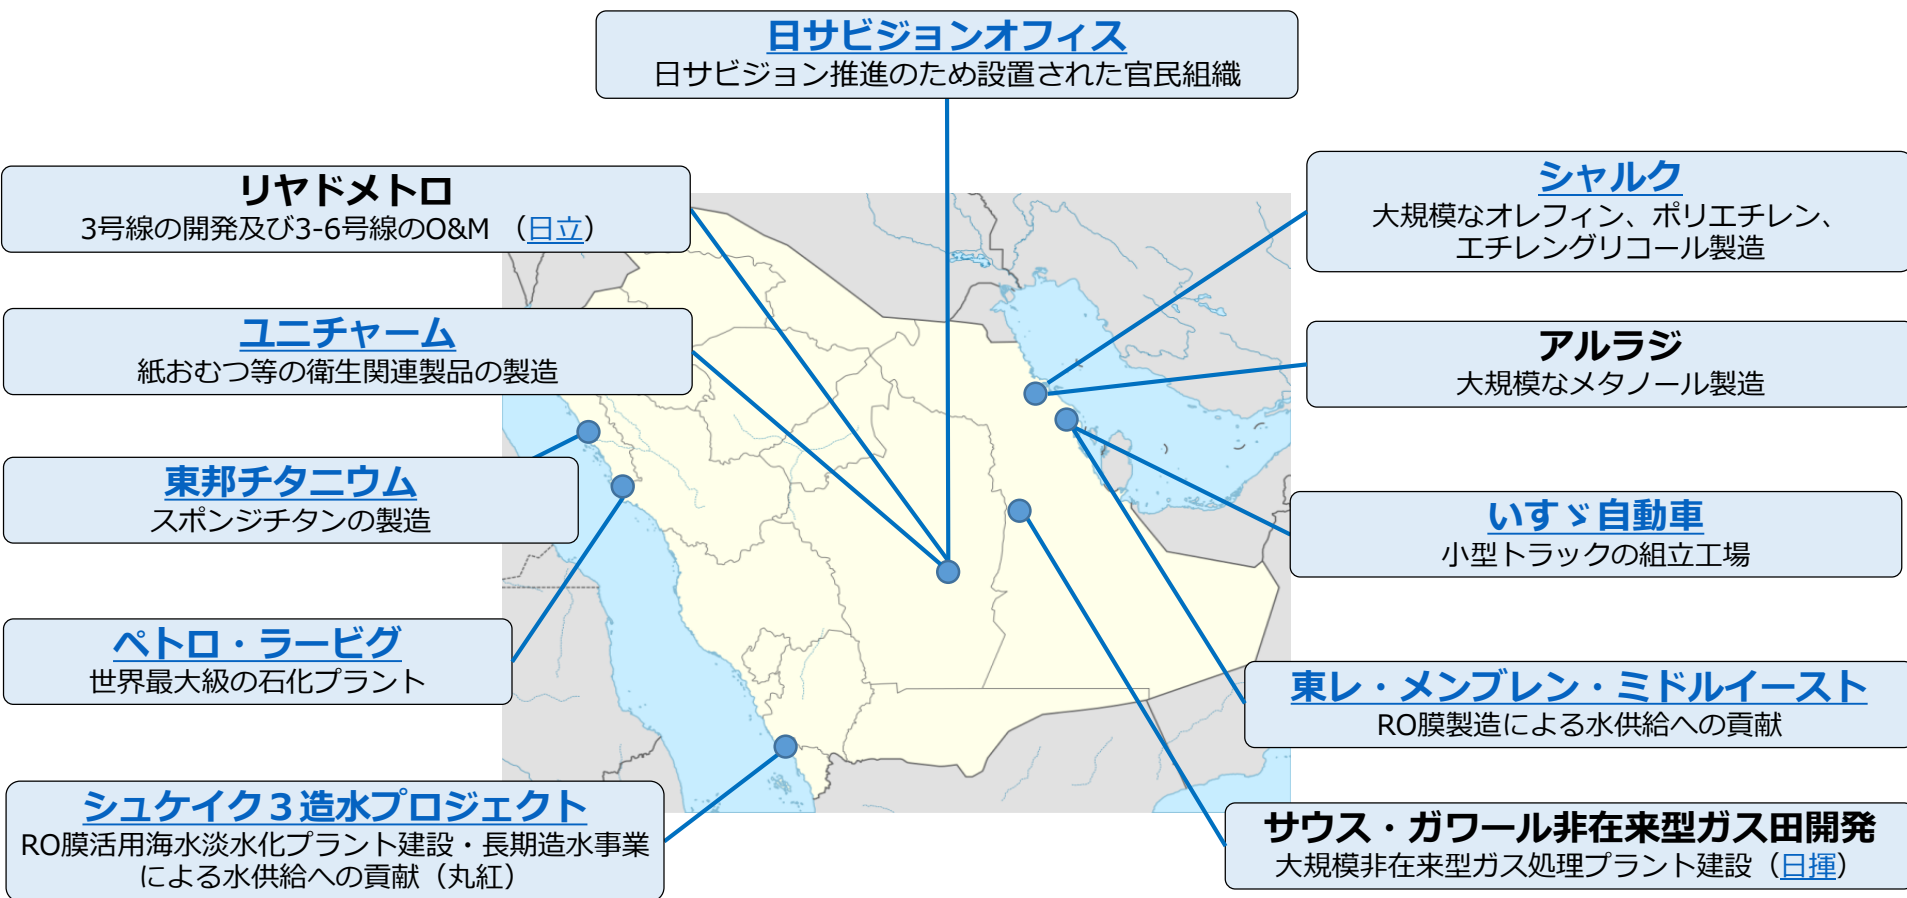 日サビジョンオフィス
日サビジョン推進のため設置された官民組織
リヤドメトロ
3号線の開発及び3-6号線のO&M （日立）
ユニチャーム
紙おむつ等の衛生関連製品の製造
東邦チタニウム
スポンジチタンの製造
ペトロ・ラービグ
世界最大級の石化プラント
シュケイク３造水プロジェクト
RO膜活用海水淡水化プラント建設・長期造水事業
による水供給への貢献（丸紅）
シャルク
大規模なオレフィン、ポリエチレン、
エチレングリコール製造
アルラジ
大規模なメタノール製造
いすゞ自動車
小型トラックの組立工場
東レ・メンブレン・ミドルイースト
RO膜製造による水供給への貢献
サウス・ガワール非在来型ガス田開発
大規模非在来型ガス処理プラント建設（日揮）